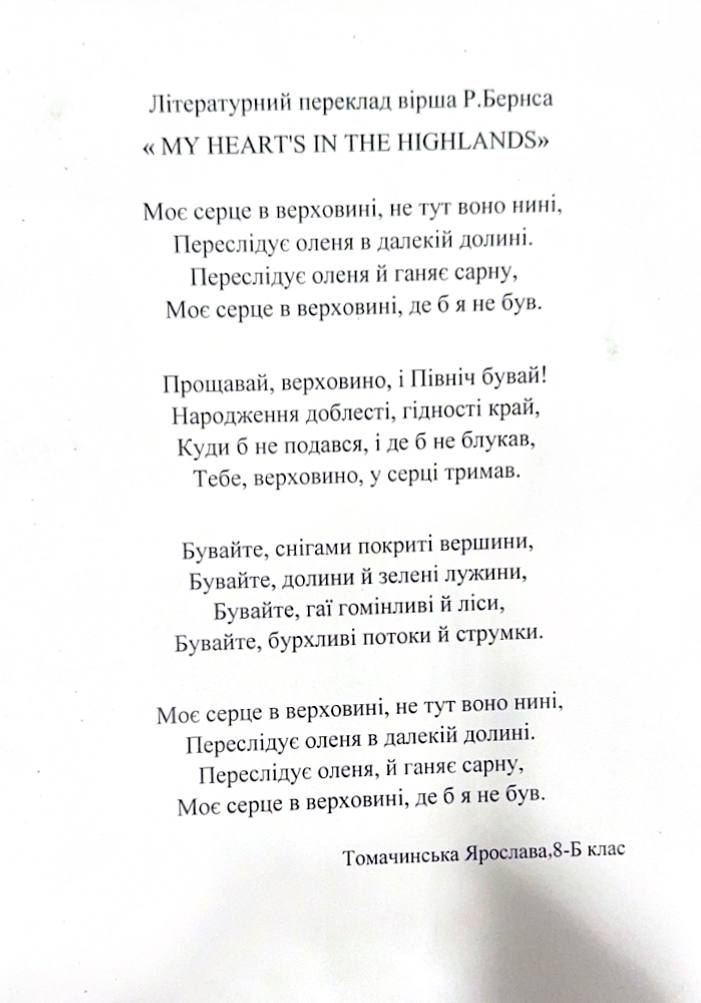 Літературний переклад вірша Р.Бернса
« MY HEART'S IN THE HIGHLANDS»
Моє серце в верховині, не тут воно нині,
Переслідує оленя в далекій долині.
Переслідує оленя й ганяє сарну,
Моє серце в верховині, де б я не був.
Прощавай, верховино, і Північ бувай!
Народження доблесті, гідності край,
Куди б не подався, і де б не блукав,
Тебе, верховино, у серці тримав.
Бувайте, снігами покриті вершини,
Бувайте, долини й зелені лужини,
Бувайте, гаї гомінливі й ліси,
Бувайте, бурхливі потоки й струмки.
Моє серце в верховині, не тут воно нині,
Переслідує оленя в далекій долині.
Переслідує оленя, й ганяє сарну,
Моє серце в верховині, де б я не був.
Томачинська Ярослава,8-Б клас